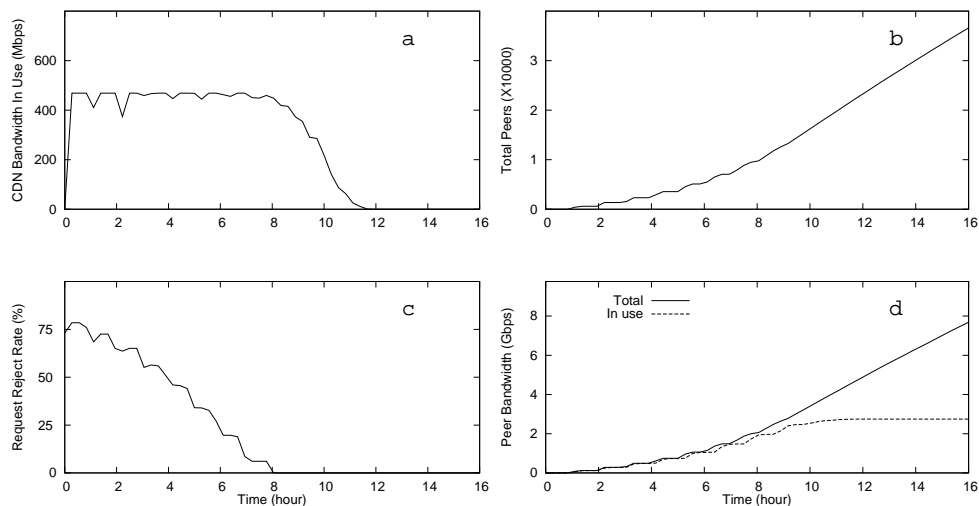 CDN Bandwidth In Use (Mbps)
600
400
200
0
0 2 4 6 8 10 12 14 16
a
Total Peers (X10000)
3
2
1
0
0 2 4 6 8 10 12 14 16
b
Request Reject Rate (%)
75
50
25
0
0 2 4 6 8 10 12 14 16
Time (hour)
c
Peer Bandwidth (Gbps)
8
6
4
2
0
0 2 4 6 8 10 12 14 16
Time (hour)
Total
In use
d